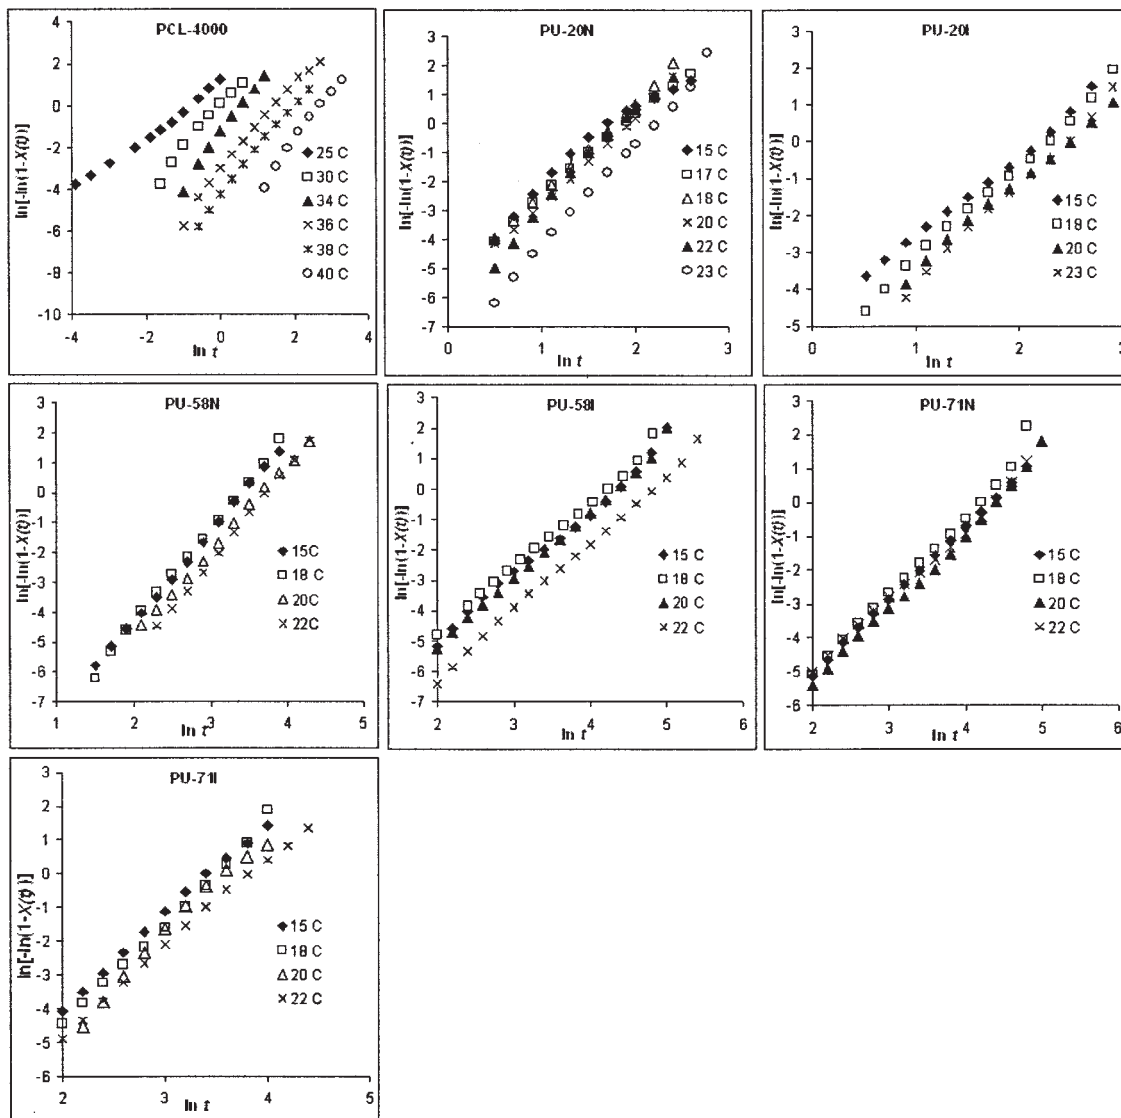 PCL-4000
2
0
-2
-4
-6
-8
-10
-4
-2
0
2
4
ln[-ln(1-X(t))]
ln t
25 C
30 C
34 C
36 C
38 C
40 C
PU-20N
3
2
1
0
-1
-2
-3
-4
-5
-6
-7
0
1
2
3
ln[-ln(1-X(t))]
ln t
15 C
17 C
18 C
20 C
22 C
23 C
PU-20I
3
2
1
0
-1
-2
-3
-4
-5
0
1
2
3
ln[-ln(1-X(t))]
ln t
15 C
18 C
20 C
23 C
PU-58N
3
2
1
0
-1
-2
-3
-4
-5
-6
-7
1
2
3
4
5
ln[-ln(1-X(t))]
ln t
15 C
18 C
20C
22C
PU-58I
3
2
1
0
-1
-2
-3
-4
-5
-6
-7
2
3
4
5
6
ln[-ln(1-X(t))]
ln t
15 C
18 C
20 C
22 C
PU-71N
3
2
1
0
-1
-2
-3
-4
-5
-6
2
3
4
5
6
ln[-ln(1-X(t))]
ln t
15 C
18 C
20 C
22 C
PU-71I
3
2
1
0
-1
-2
-3
-4
-5
-6
2
3
4
5
ln[-ln(1-X(t))]
ln t
15 C
18 C
20 C
22 C